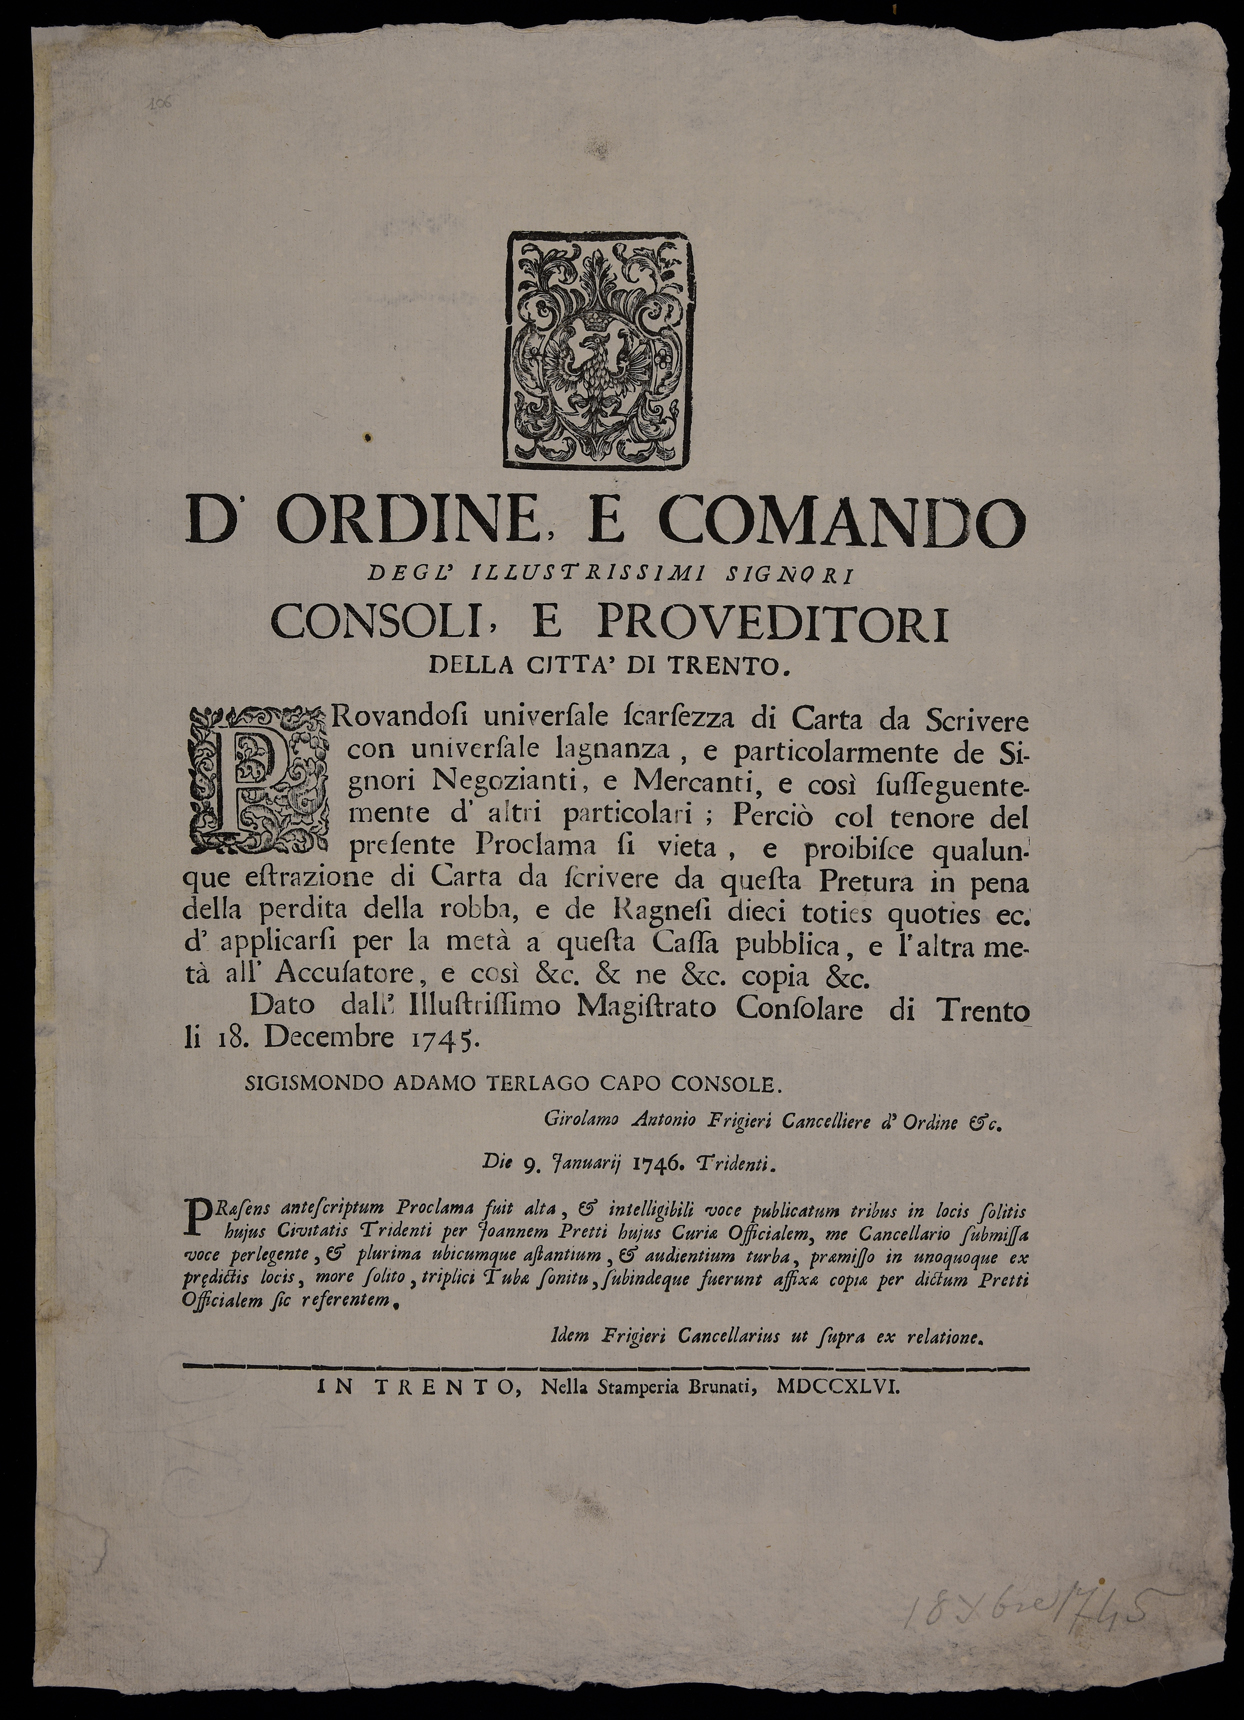 106
D' ORDINE, E COMANDO
DEGL' ILLUSTRISSIMI SIGNORI
CONSOLI, E PROVEDITORI
DELLA CITTA' DI TRENTO.
PRovandoſi univerſale ſcarſezza di Carta da Scrivere
con univerſale lagnanza, e particolarmente de Si-
gnori Negozianti, e Mercanti, e così ſuſſeguente-
mente d' altri particolari; Perciò col tenore del
preſente Proclama ſi vieta, e proibiſce qualun-
que eſtrazione di Carta da ſcrivere da queſta Pretura in pena
della perdita della robba, e de Ragneſi dieci toties quoties ec.
d' applicarſi per la metà a queſta Caſſa pubblica, e l'altra me-
tà all' Accuſatore, e così &c. & ne &c. copia &c.
Dato dall' Illuſtriſſimo Magiſtrato Conſolare di Trento
li 18. Decembre 1745.
SIGISMONDO ADAMO TERLAGO CAPO CONSOLE.
Girolamo Antonio Frigieri Cancelliere d' Ordine &c.
Die 9. Januarij 1746. Tridenti.
PRæſens anteſcriptum Proclama fuit alta, & intelligibili voce publicatum tribus in locis ſolitis
hujus Civitatis Tridenti per Joannem Pretti hujus Curiæ Officialem, me Cancellario ſubmiſſa
voce perlegente, & plurima ubicumque aſtantium, & audientium turba, præmiſſo in unoquoque ex
prędictis locis, more ſolito, triplici Tubæ ſonitu, ſubindeque fuerunt affixæ copiæ per dictum Pretti
Officialem ſic referentem.
Idem Frigieri Cancellarius ut ſupra ex relatione.
IN TRENTO, Nella Stamperia Brunati, MDCCXLVI.
18 Xbre 1745